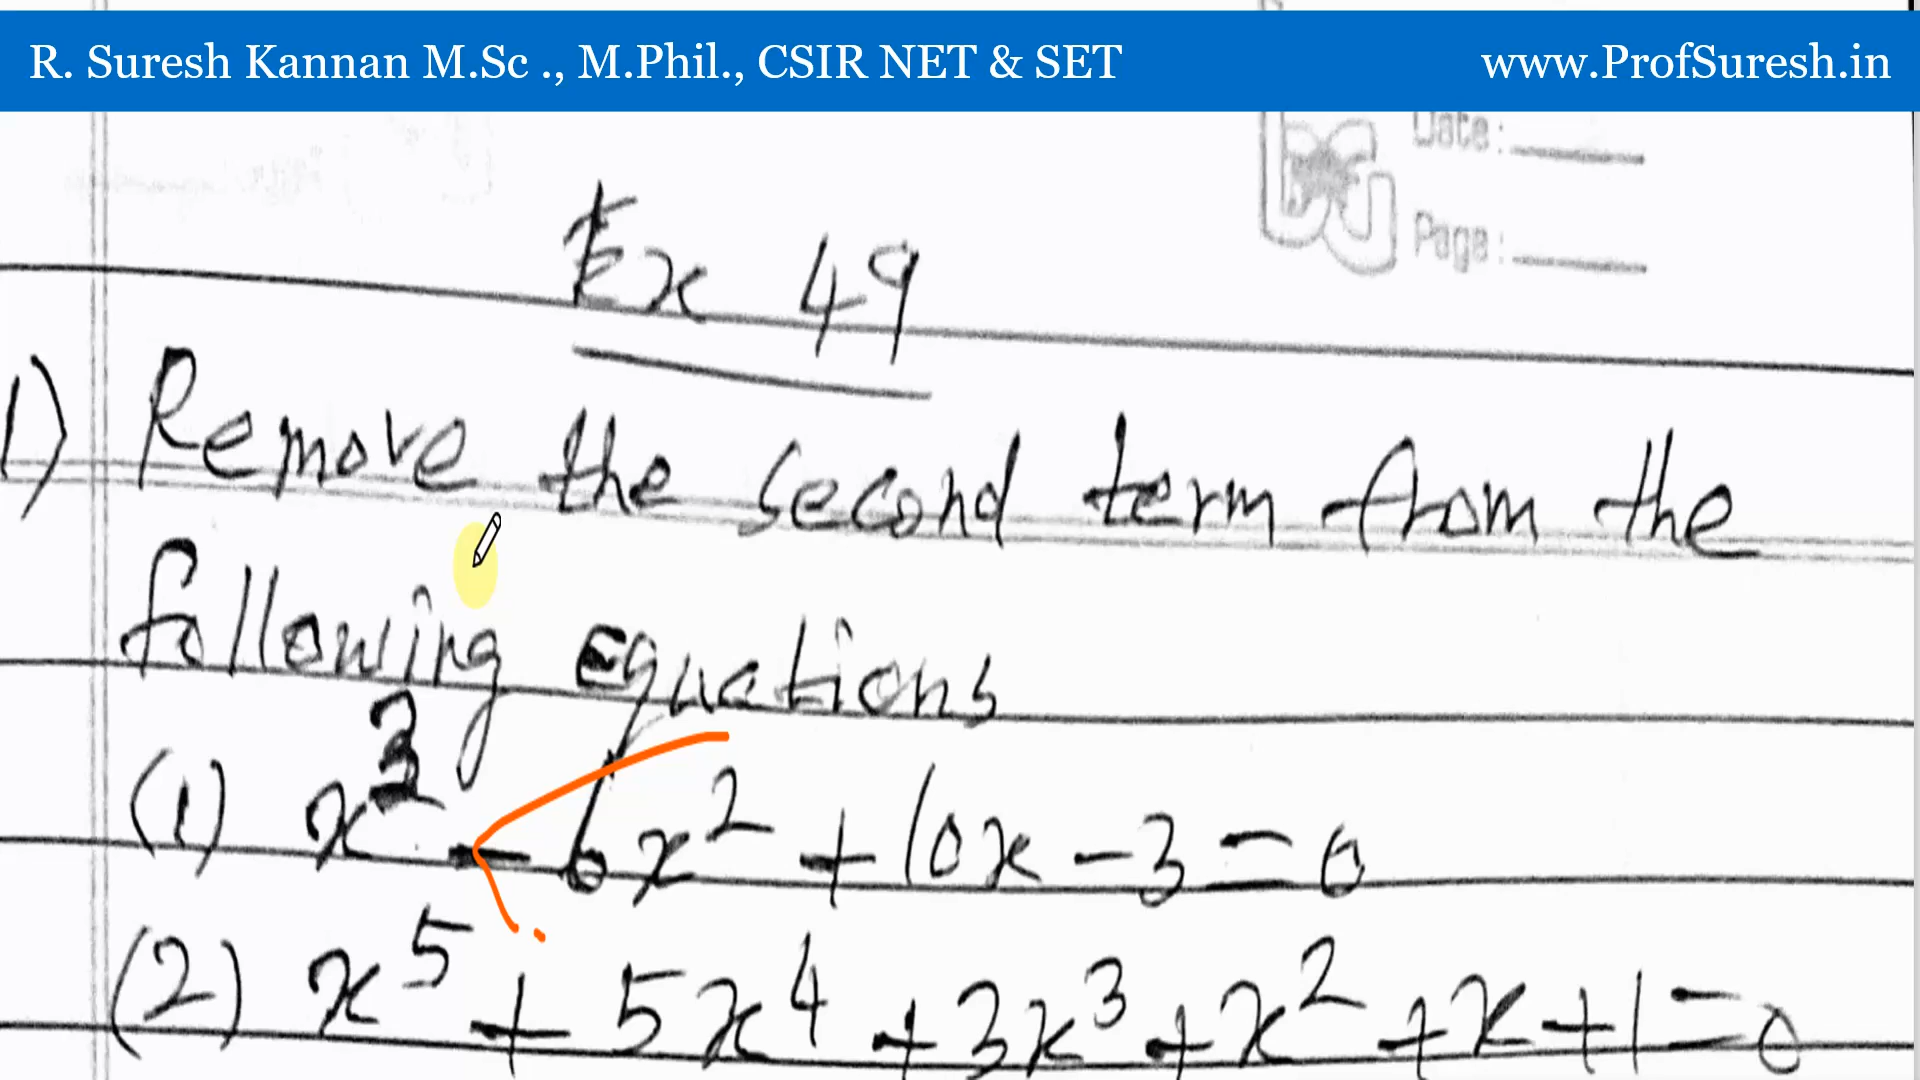 R. Suresh Kannan M.Sc ., M.Phil., CSIR NET & SET www.ProfSuresh.in
Date:
Page:
Ex 49
1) Remove the second term from the
following Equations
(1) x³ - 6x² + 10x - 3 = 0
(2) x⁵ + 5x⁴ + 3x³ + x² + x + 1 = 0